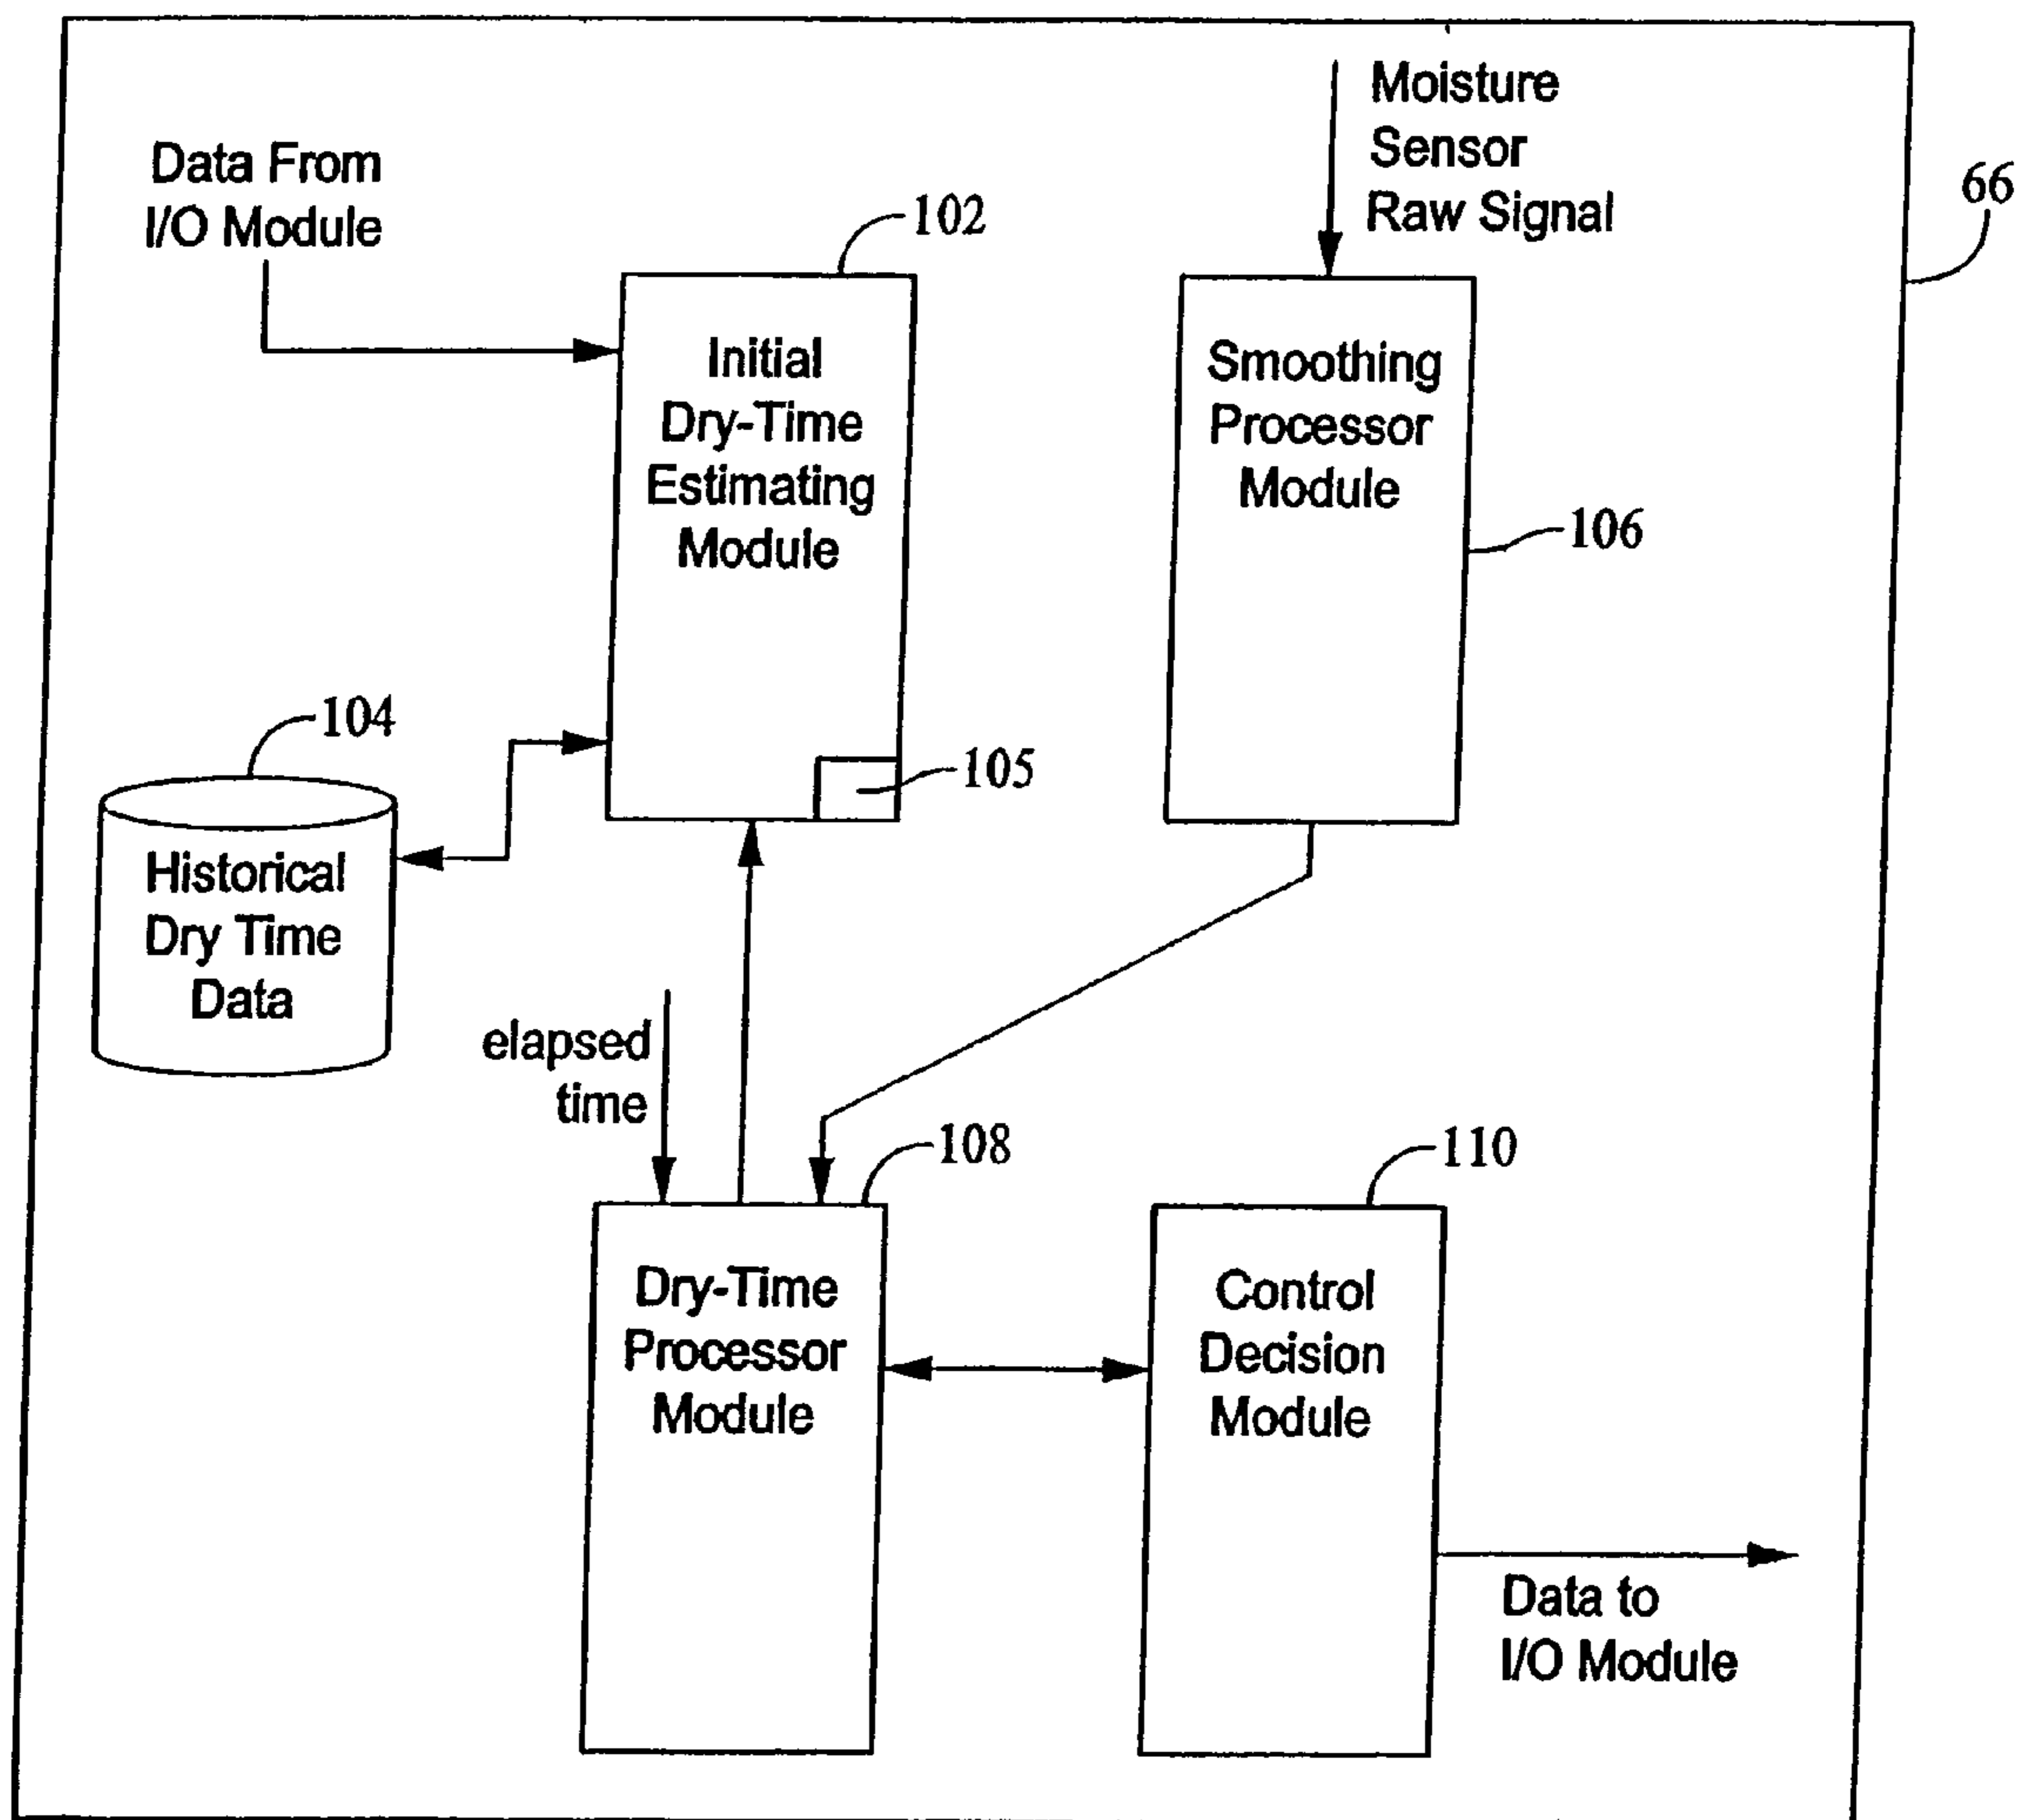 Moisture
Sensor
Raw Signal
Data From
I/O Module
66
102
Initial
Dry-Time
Estimating
Module
Smoothing
Processor
Module
106
104
105
Historical
Dry Time
Data
elapsed
time
108
110
Dry-Time
Processor
Module
Control
Decision
Module
Data to
I/O Module